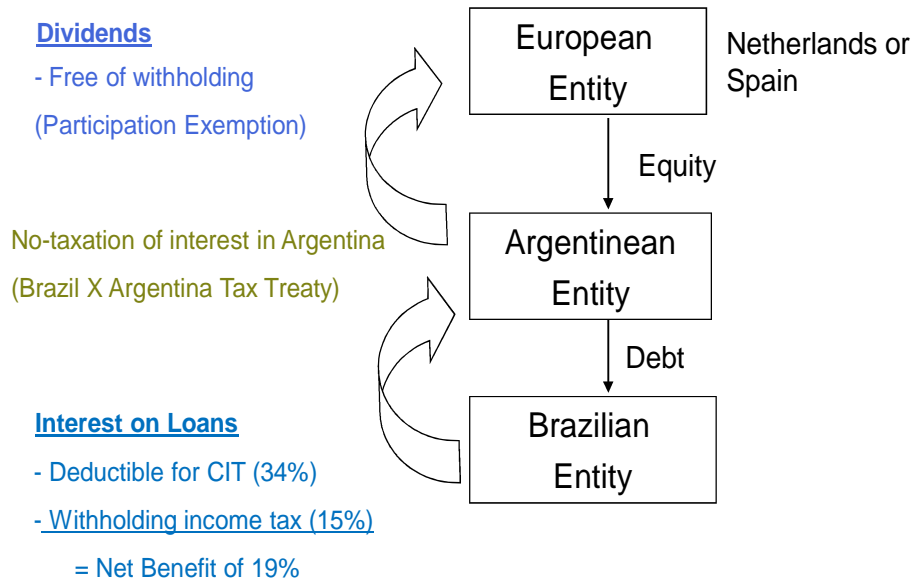 Dividends
- Free of withholding
(Participation Exemption)
European
Entity
Netherlands or
Spain
Equity
No-taxation of interest in Argentina
(Brazil X Argentina Tax Treaty)
Argentinean
Entity
Debt
Interest on Loans
- Deductible for CIT (34%)
- Withholding income tax (15%)
= Net Benefit of 19%
Brazilian
Entity